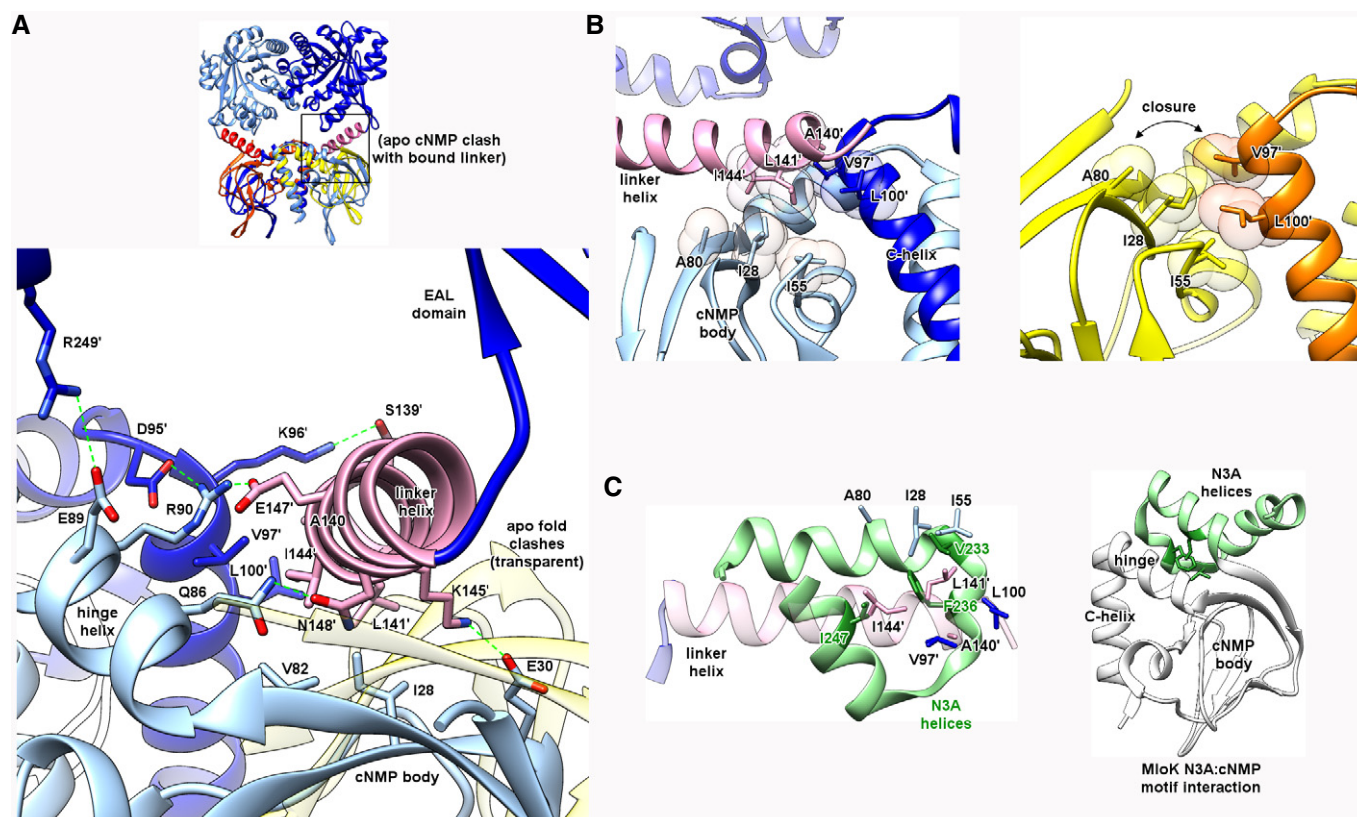 A
(apo cNMP clash
with bound linker)
EAL
domain
R249'
D95'
K96'
S139'
E89
R90
E147'
A140
linker
helix
V97'
I144'
apo fold
clashes
(transparent)
L100'
Q86
hinge
helix
N148'
L141'
K145'
V82
I28
E30
cNMP body
B
A140'
L141'
V97'
I144'
linker
helix
L100'
A80
I28
I55
C-helix
cNMP
body
closure
V97'
A80
L100'
I28
I55
C
A80
I28
I55
V233
L141'
F236
L100
I247
I144'
linker
helix
V97'
A140'
N3A
helices
N3A
helices
hinge
C-helix
cNMP
body
MloK N3A:cNMP
motif interaction